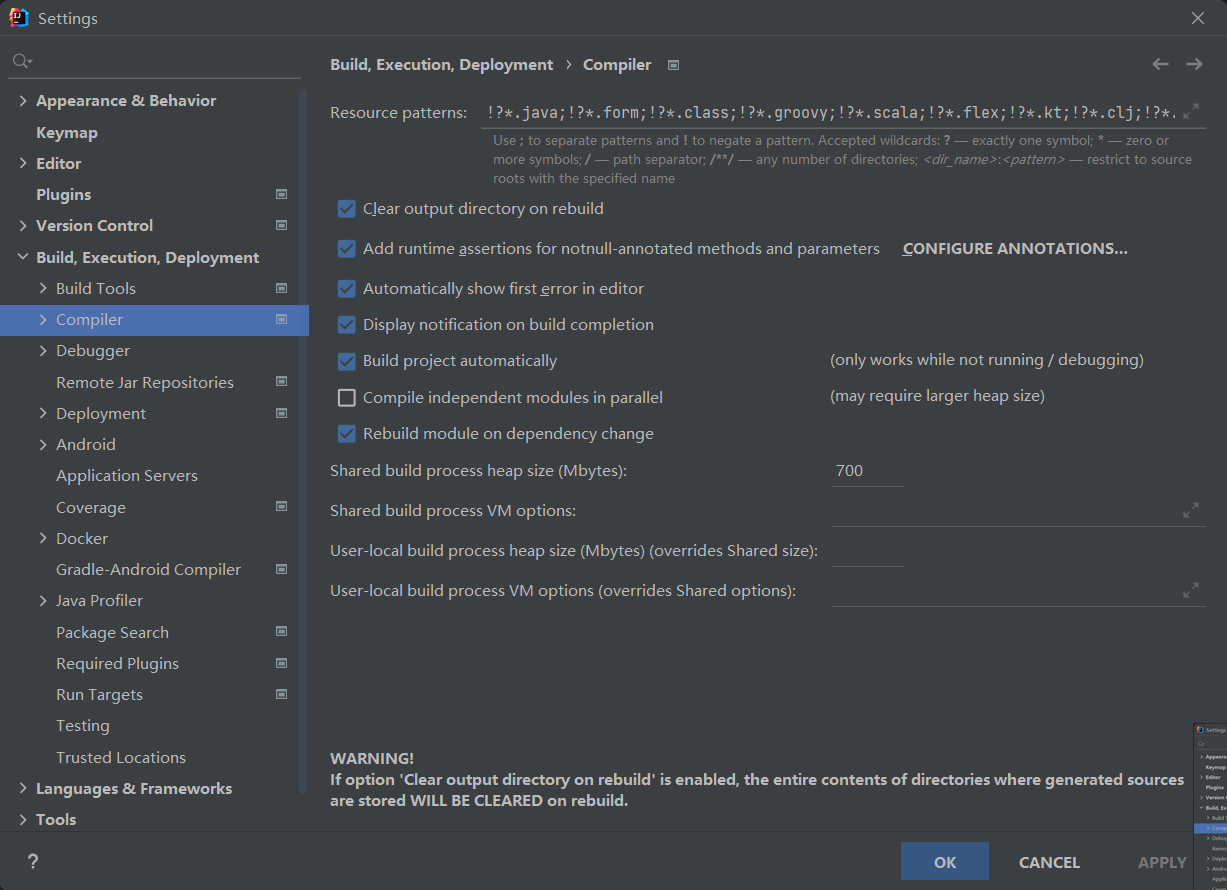 Settings
Appearance & Behavior
Keymap
Editor
Plugins
Version Control
Build, Execution, Deployment
Build Tools
Compiler
Debugger
Remote Jar Repositories
Deployment
Android
Application Servers
Coverage
Docker
Gradle-Android Compiler
Java Profiler
Package Search
Required Plugins
Run Targets
Testing
Trusted Locations
Languages & Frameworks
Tools
Build, Execution, Deployment › Compiler
Resource patterns: !?*.java;!?*.form;!?*.class;!?*.groovy;!?*.scala;!?*.flex;!?*.kt;!?*.clj;!?*.
Use ; to separate patterns and ! to negate a pattern. Accepted wildcards: ? — exactly one symbol; * — zero or
more symbols; / — path separator; /**/ — any number of directories; <dir_name>:<pattern> — restrict to source
roots with the specified name
Clear output directory on rebuild
Add runtime assertions for notnull-annotated methods and parameters CONFIGURE ANNOTATIONS...
Automatically show first error in editor
Display notification on build completion
Build project automatically (only works while not running / debugging)
Compile independent modules in parallel (may require larger heap size)
Rebuild module on dependency change
Shared build process heap size (Mbytes): 700
Shared build process VM options:
User-local build process heap size (Mbytes) (overrides Shared size):
User-local build process VM options (overrides Shared options):
WARNING!
If option 'Clear output directory on rebuild' is enabled, the entire contents of directories where generated sources
are stored WILL BE CLEARED on rebuild.
? OK CANCEL APPLY
Settings
Keymap
Editor
Plugins